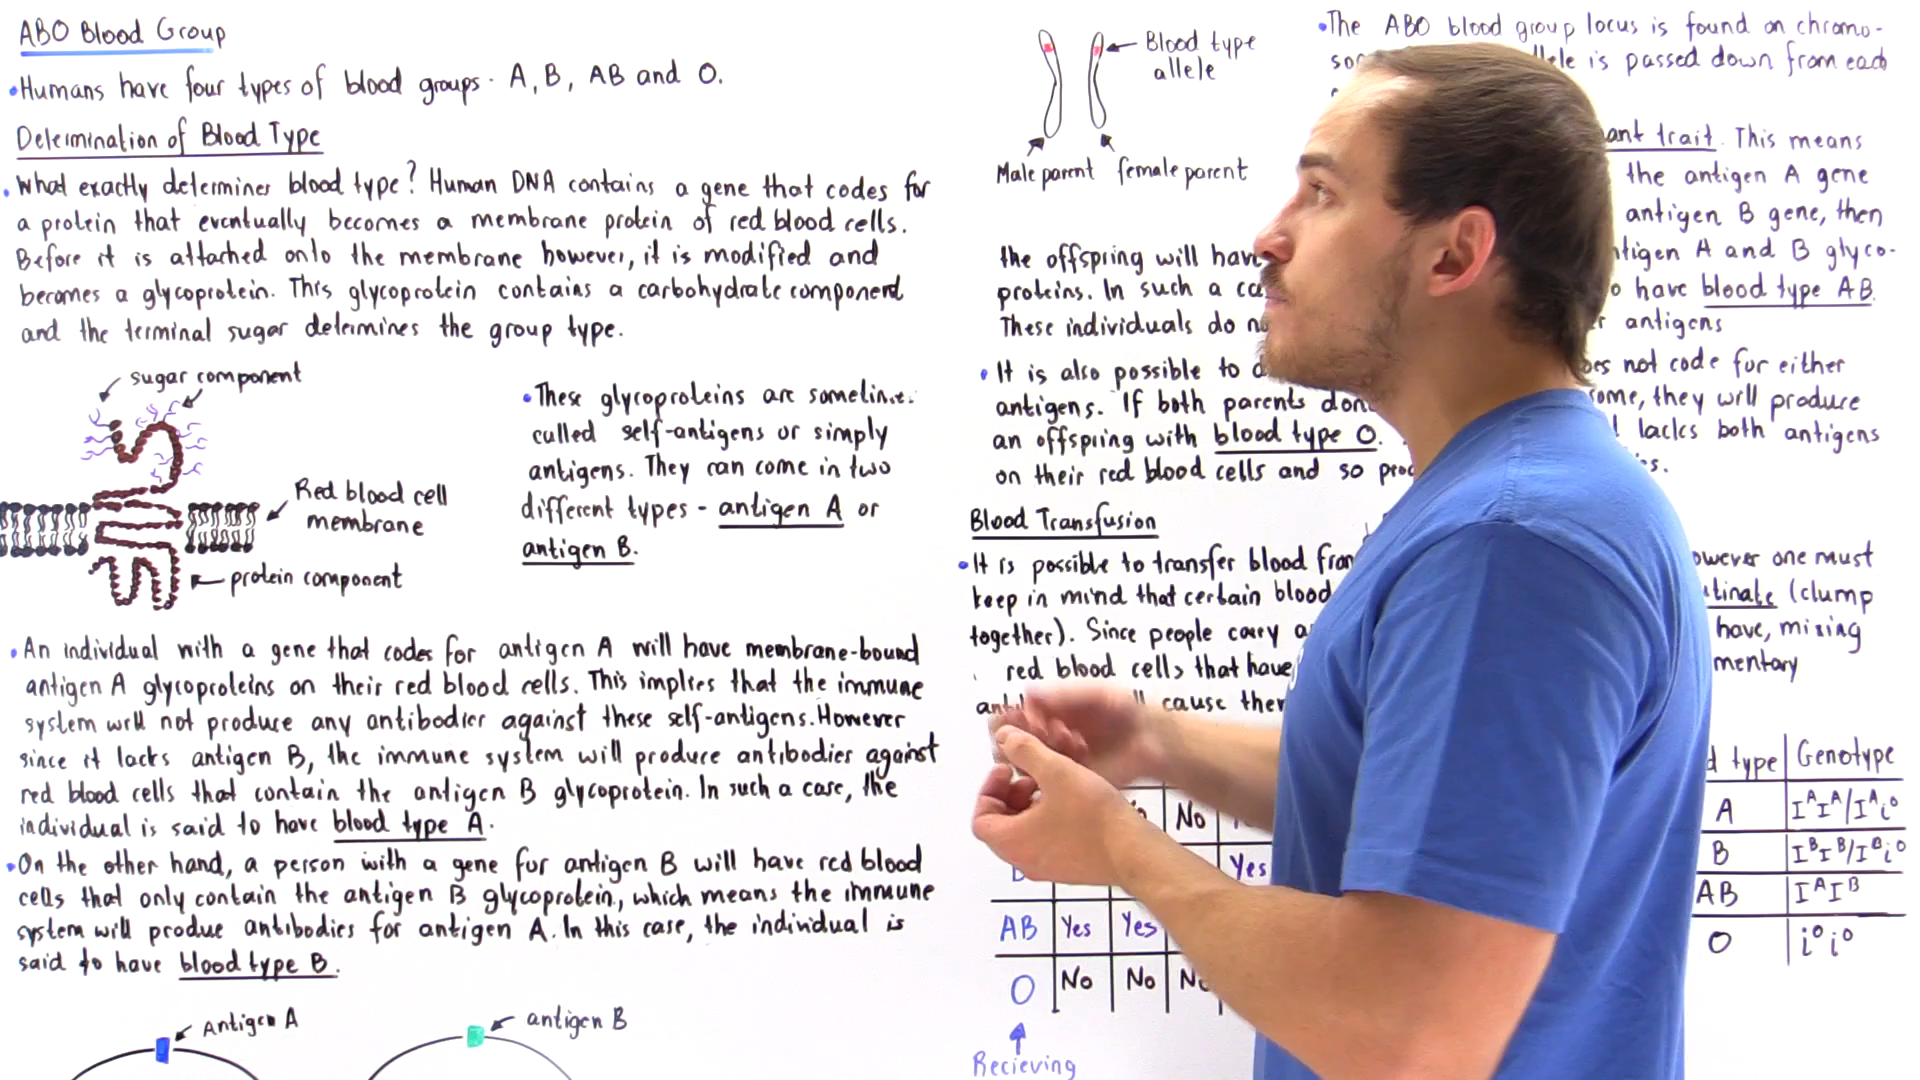 ABO Blood Group
•Humans have four types of blood groups - A, B, AB and O.
Determination of Blood Type
•What exactly determines blood type? Human DNA contains a gene that codes for
a protein that eventually becomes a membrane protein of red blood cells.
Before it is attached onto the membrane however, it is modified and
becomes a glycoprotein. This glycoprotein contains a carbohydrate component
and the terminal sugar determines the group type.
sugar component
Red blood cell
membrane
protein component
•These glycoproteins are sometimes
called self-antigens or simply
antigens. They can come in two
different types - antigen A or
antigen B.
•An individual with a gene that codes for antigen A will have membrane-bound
antigen A glycoproteins on their red blood cells. This implies that the immune
system will not produce any antibodies against these self-antigens. However
since it lacks antigen B, the immune system will produce antibodies against
red blood cells that contain the antigen B glycoprotein. In such a case, the
individual is said to have blood type A.
•On the other hand, a person with a gene for antigen B will have red blood
cells that only contain the antigen B glycoprotein, which means the immune
system will produe antibodies for antigen A. In this case, the individual is
said to have blood type B.
Antigen A
antigen B
Blood type
allele
Male parent female parent
•The ABO blood group locus is found on chromo-
is passed down from each
trait. This means
the antigen A gene
antigen B gene, then
A and B glyco-
have blood type AB.
antigens
the offspring will have
proteins. In such a
These individuals do
•It is also possible to
not code for either
antigens. If both parents
they will produce
an offspring with blood type O.
lacks both antigens
on their red blood cells and so
Blood Transfusion
•It is possible to transfer blood from
one must
keep in mind that certain blood
(clump
together). Since people carry
have, mixing
red blood cells that have
cause
No
Yes
AB Yes Yes
O No No
Recieving
type Genotype
A IᴬIᴬ/Iᴬi⁰
B IᴮIᴮ/Iᴮi⁰
AB IᴬIᴮ
O i⁰i⁰